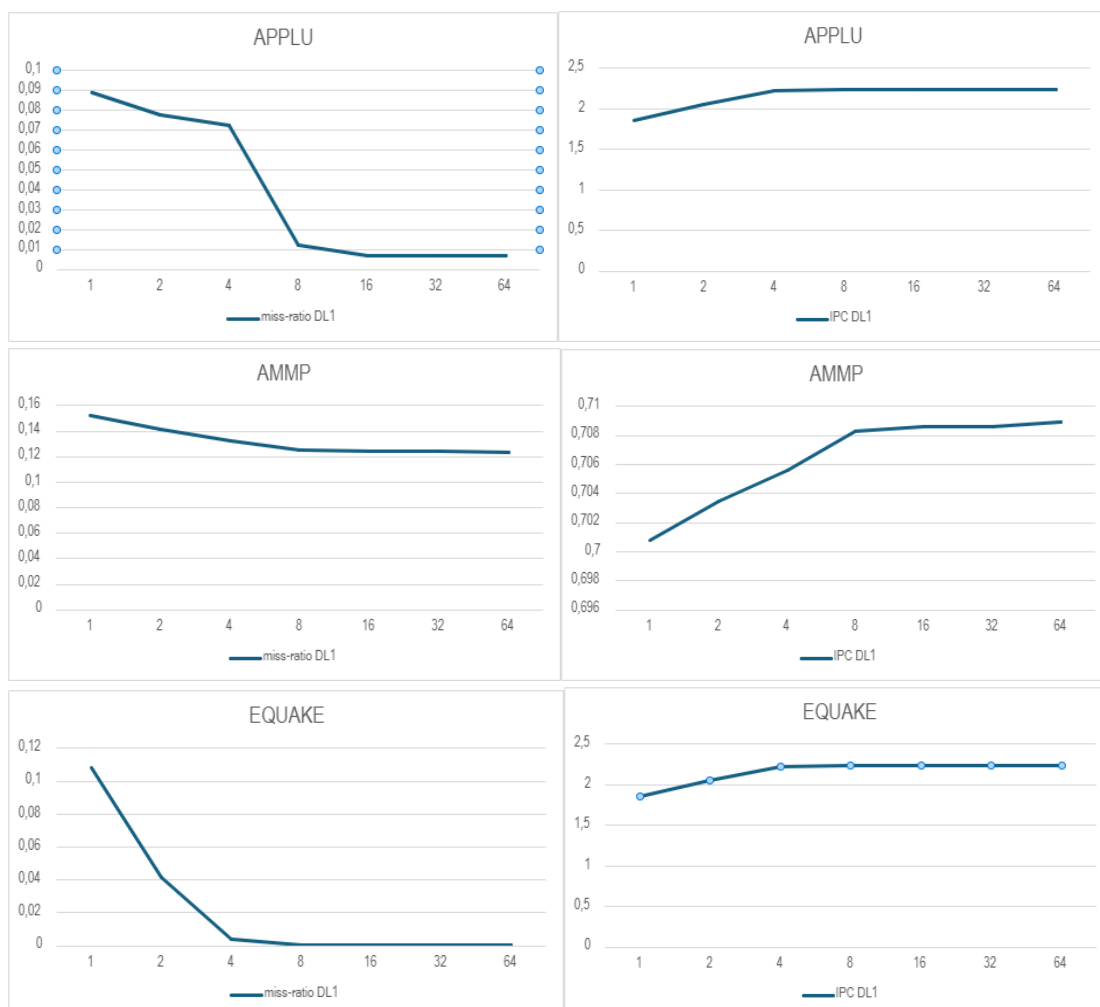 APPLU
0,1
0,09
0,08
0,07
0,06
0,05
0,04
0,03
0,02
0,01
0
1 2 4 8 16 32 64
miss-ratio DL1
APPLU
2,5
2
1,5
1
0,5
0
1 2 4 8 16 32 64
IPC DL1
AMMP
0,16
0,14
0,12
0,1
0,08
0,06
0,04
0,02
0
1 2 4 8 16 32 64
miss-ratio DL1
AMMP
0,71
0,708
0,706
0,704
0,702
0,7
0,698
0,696
1 2 4 8 16 32 64
IPC DL1
EQUAKE
0,12
0,1
0,08
0,06
0,04
0,02
0
1 2 4 8 16 32 64
miss-ratio DL1
EQUAKE
2,5
2
1,5
1
0,5
0
1 2 4 8 16 32 64
IPC DL1